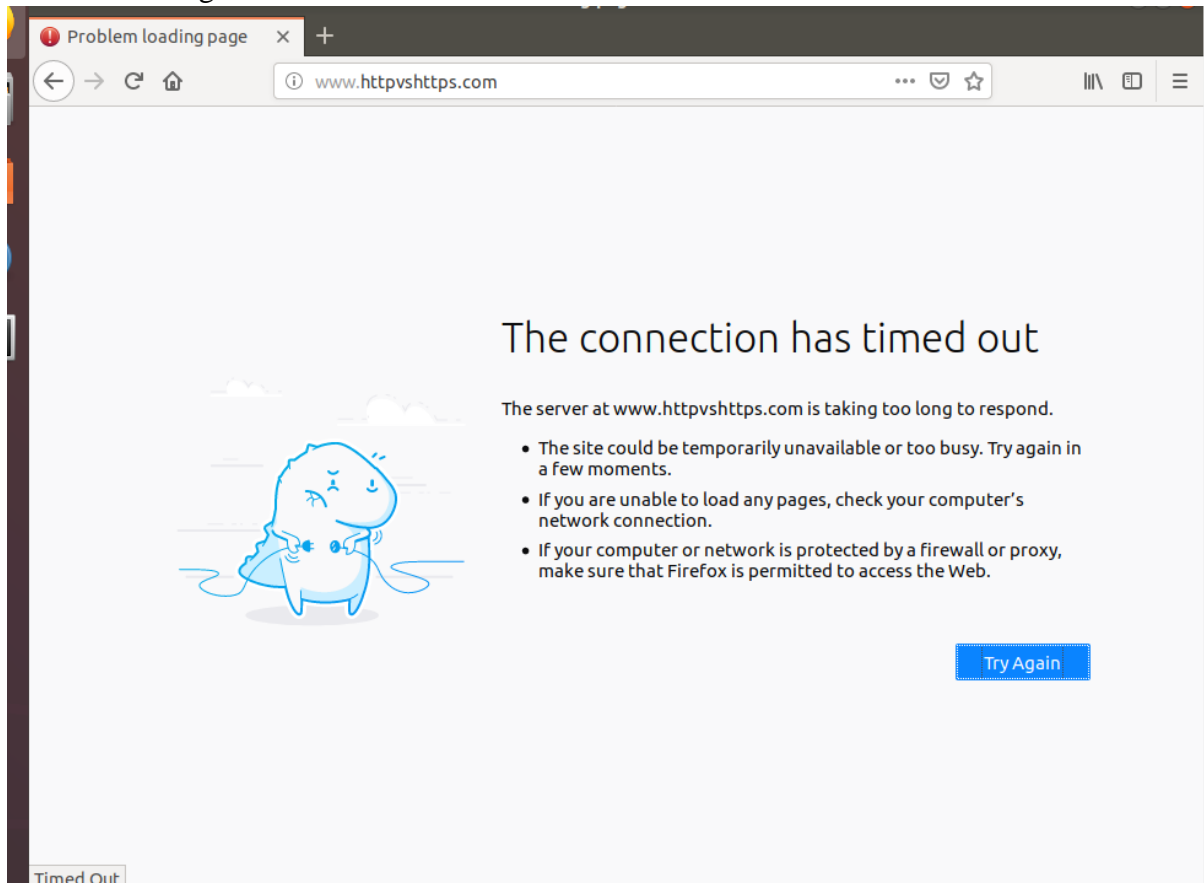 Problem loading page
www.httpvshttps.com
The connection has timed out
The server at www.httpvshttps.com is taking too long to respond.
• The site could be temporarily unavailable or too busy. Try again in
a few moments.
• If you are unable to load any pages, check your computer's
network connection.
• If your computer or network is protected by a firewall or proxy,
make sure that Firefox is permitted to access the Web.
Try Again
Timed Out